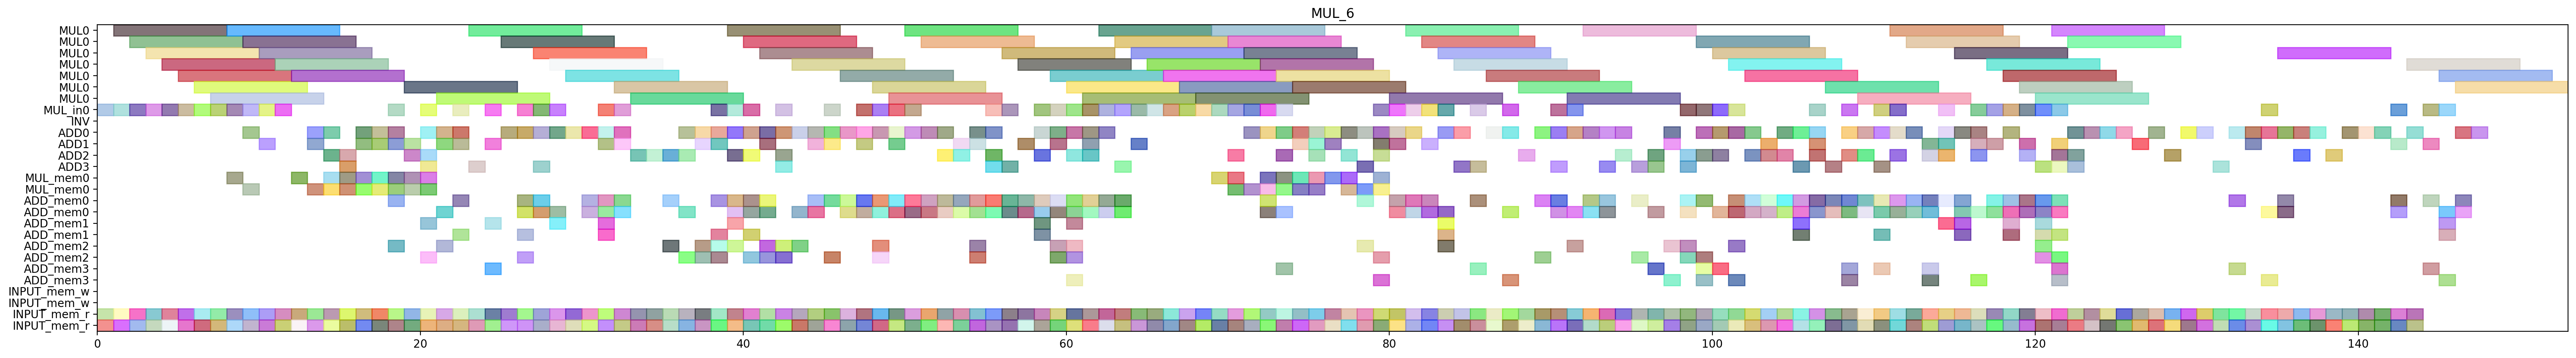 MUL_6
MUL0
MUL0
MUL0
MUL0
MUL0
MUL0
MUL0
MUL_in0
INV
ADD0
ADD1
ADD2
ADD3
MUL_mem0
MUL_mem0
ADD_mem0
ADD_mem0
ADD_mem1
ADD_mem1
ADD_mem2
ADD_mem2
ADD_mem3
ADD_mem3
INPUT_mem_w
INPUT_mem_w
INPUT_mem_r
INPUT_mem_r
0 20 40 60 80 100 120 140